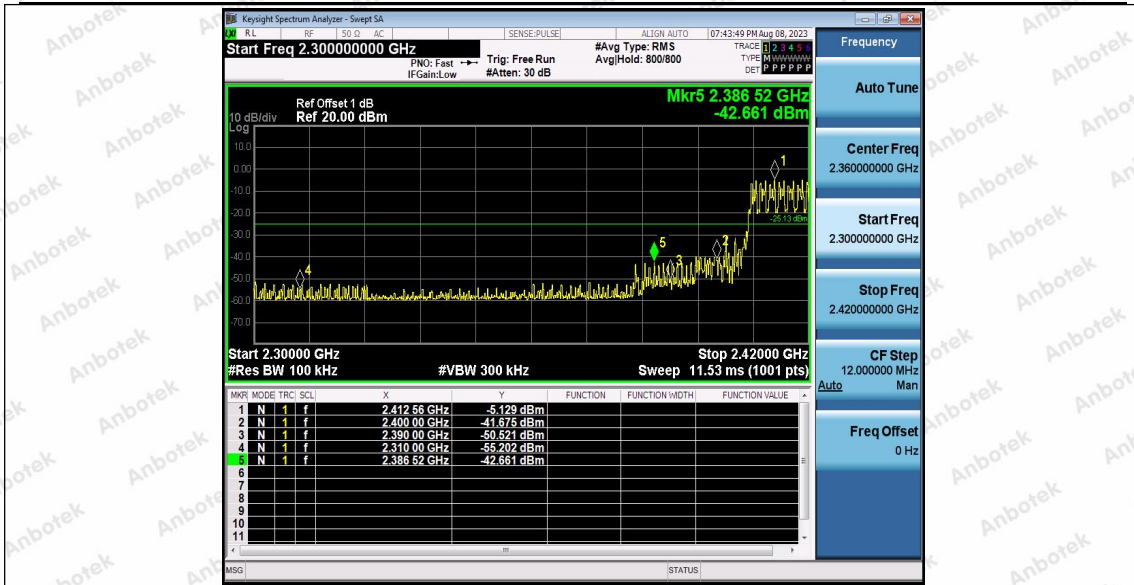 Keysight Spectrum Analyzer - Swept SA
LXI RL RF 50 Ω AC SENSE:PULSE ALIGN AUTO 07:43:49 PM Aug 08, 2023
Start Freq 2.300000000 GHz
PNO: Fast
IFGain:Low
Trig: Free Run
#Atten: 30 dB
#Avg Type: RMS
Avg|Hold: 800/800
TRACE 1 2 3 4 5 6
TYPE M WWWWW
DET P P P P P P
Frequency
Auto Tune
Center Freq
2.360000000 GHz
Start Freq
2.300000000 GHz
Stop Freq
2.420000000 GHz
CF Step
12.000000 MHz
Auto Man
Freq Offset
0 Hz
Ref Offset 1 dB
10 dB/div Ref 20.00 dBm
Log
Mkr5 2.386 52 GHz
-42.661 dBm
10.0
0.00
-10.0
-20.0
-30.0
-40.0
-50.0
-60.0
-70.0
1
-25.13 dBm
2
5
3
4
Start 2.30000 GHz Stop 2.42000 GHz
#Res BW 100 kHz #VBW 300 kHz Sweep 11.53 ms (1001 pts)
MKR MODE TRC SCL X Y FUNCTION FUNCTION WIDTH FUNCTION VALUE
1 N 1 f 2.412 56 GHz -5.129 dBm
2 N 1 f 2.400 00 GHz -41.675 dBm
3 N 1 f 2.390 00 GHz -50.521 dBm
4 N 1 f 2.310 00 GHz -55.202 dBm
5 N 1 f 2.386 52 GHz -42.661 dBm
6
7
8
9
10
11
MSG STATUS
Anbotek